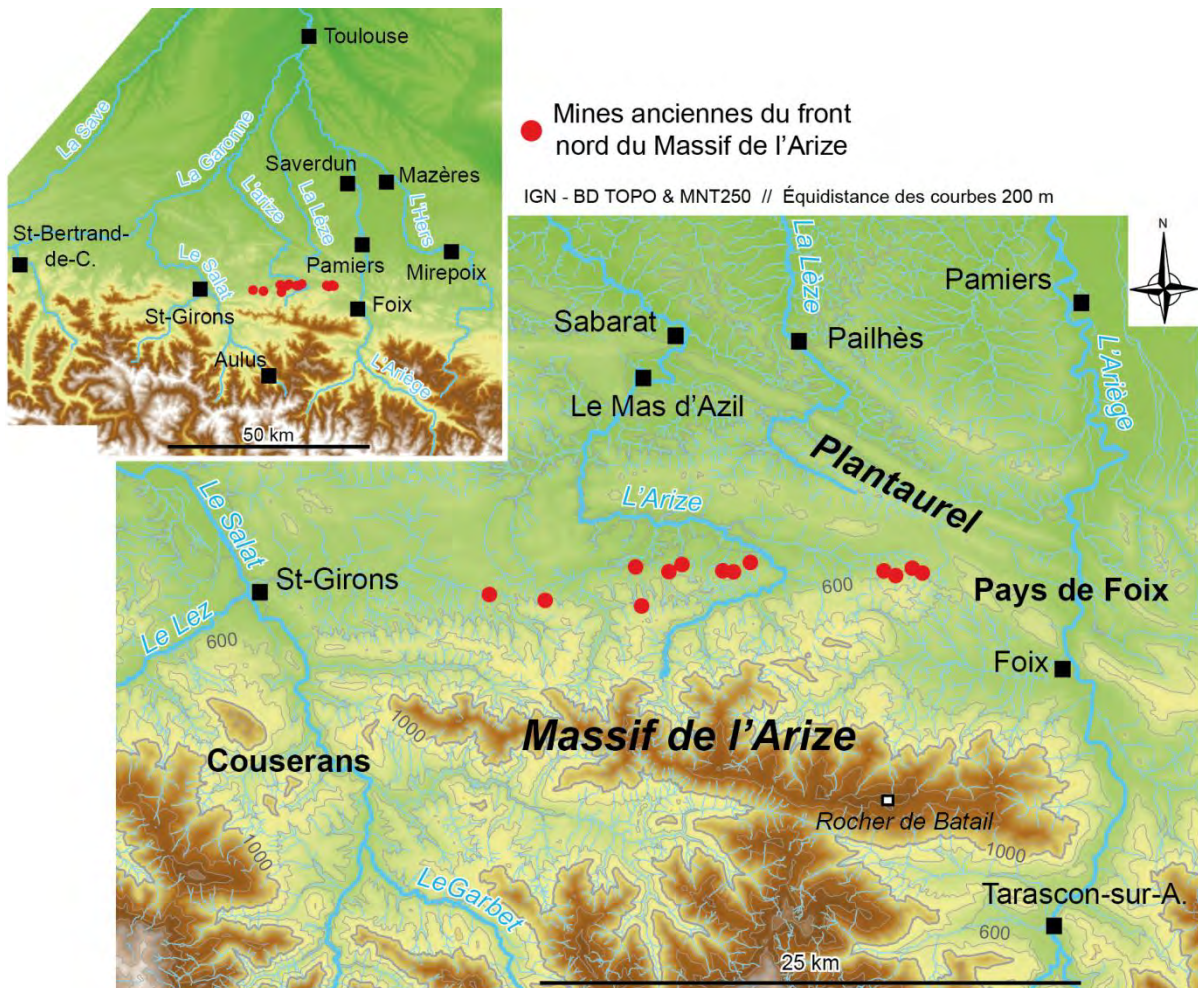 Toulouse
La Save
La Garonne
L'arize
La Lèze
Saverdun
Mazères
L'Hers
St-Bertrand-
de-C.
Le Salat
Pamiers
Mirepoix
St-Girons
Foix
Aulus
L'Ariège
50 km
Mines anciennes du front
nord du Massif de l'Arize
IGN - BD TOPO & MNT250 // Équidistance des courbes 200 m
N
La Lèze
Pamiers
Sabarat
Pailhès
L'Ariège
Le Mas d'Azil
Plantaurel
Le Salat
L'Arize
St-Girons
600
Pays de Foix
Le Lez
600
Foix
1000
Massif de l'Arize
Couserans
Rocher de Batail
1000
1000
LeGarbet
Tarascon-sur-A.
600
25 km